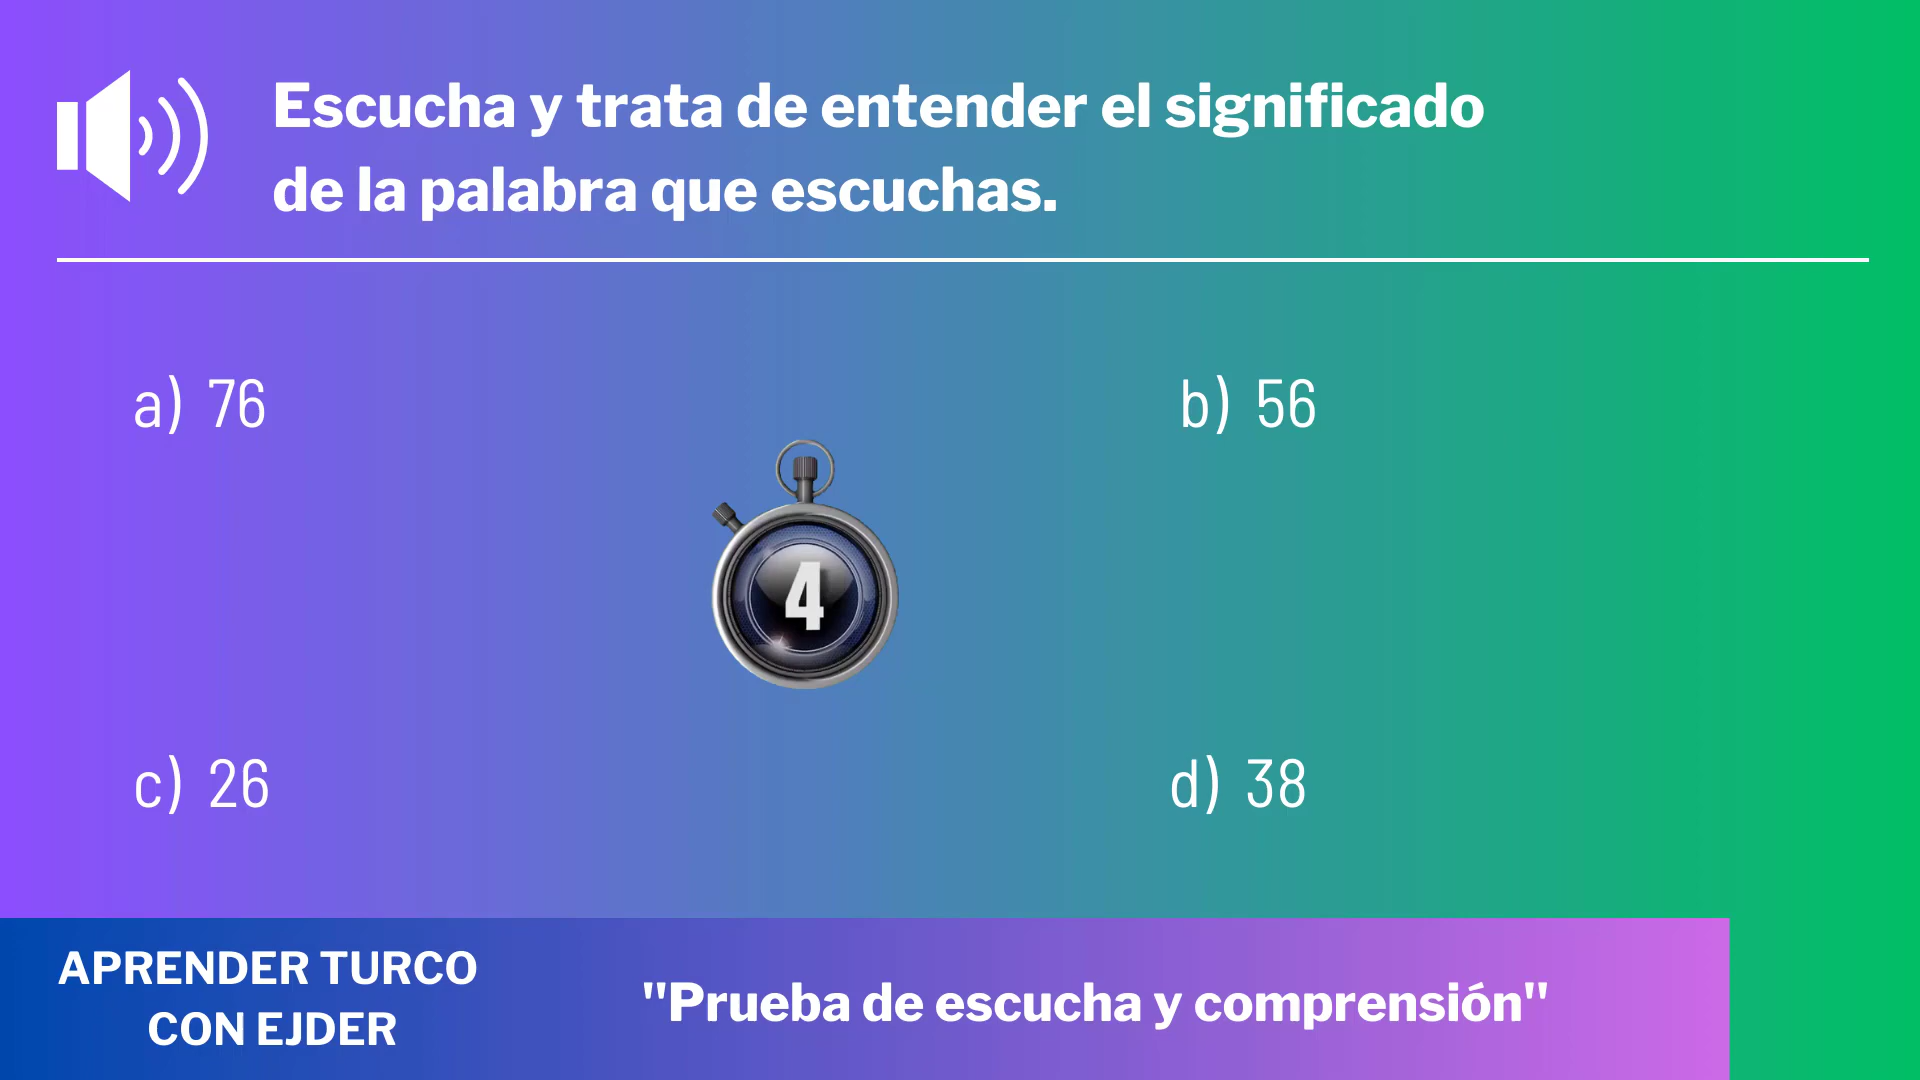 Escucha y trata de entender el significado
de la palabra que escuchas.
a) 76
b) 56
4
c) 26
d) 38
APRENDER TURCO
CON EJDER
"Prueba de escucha y comprensión"